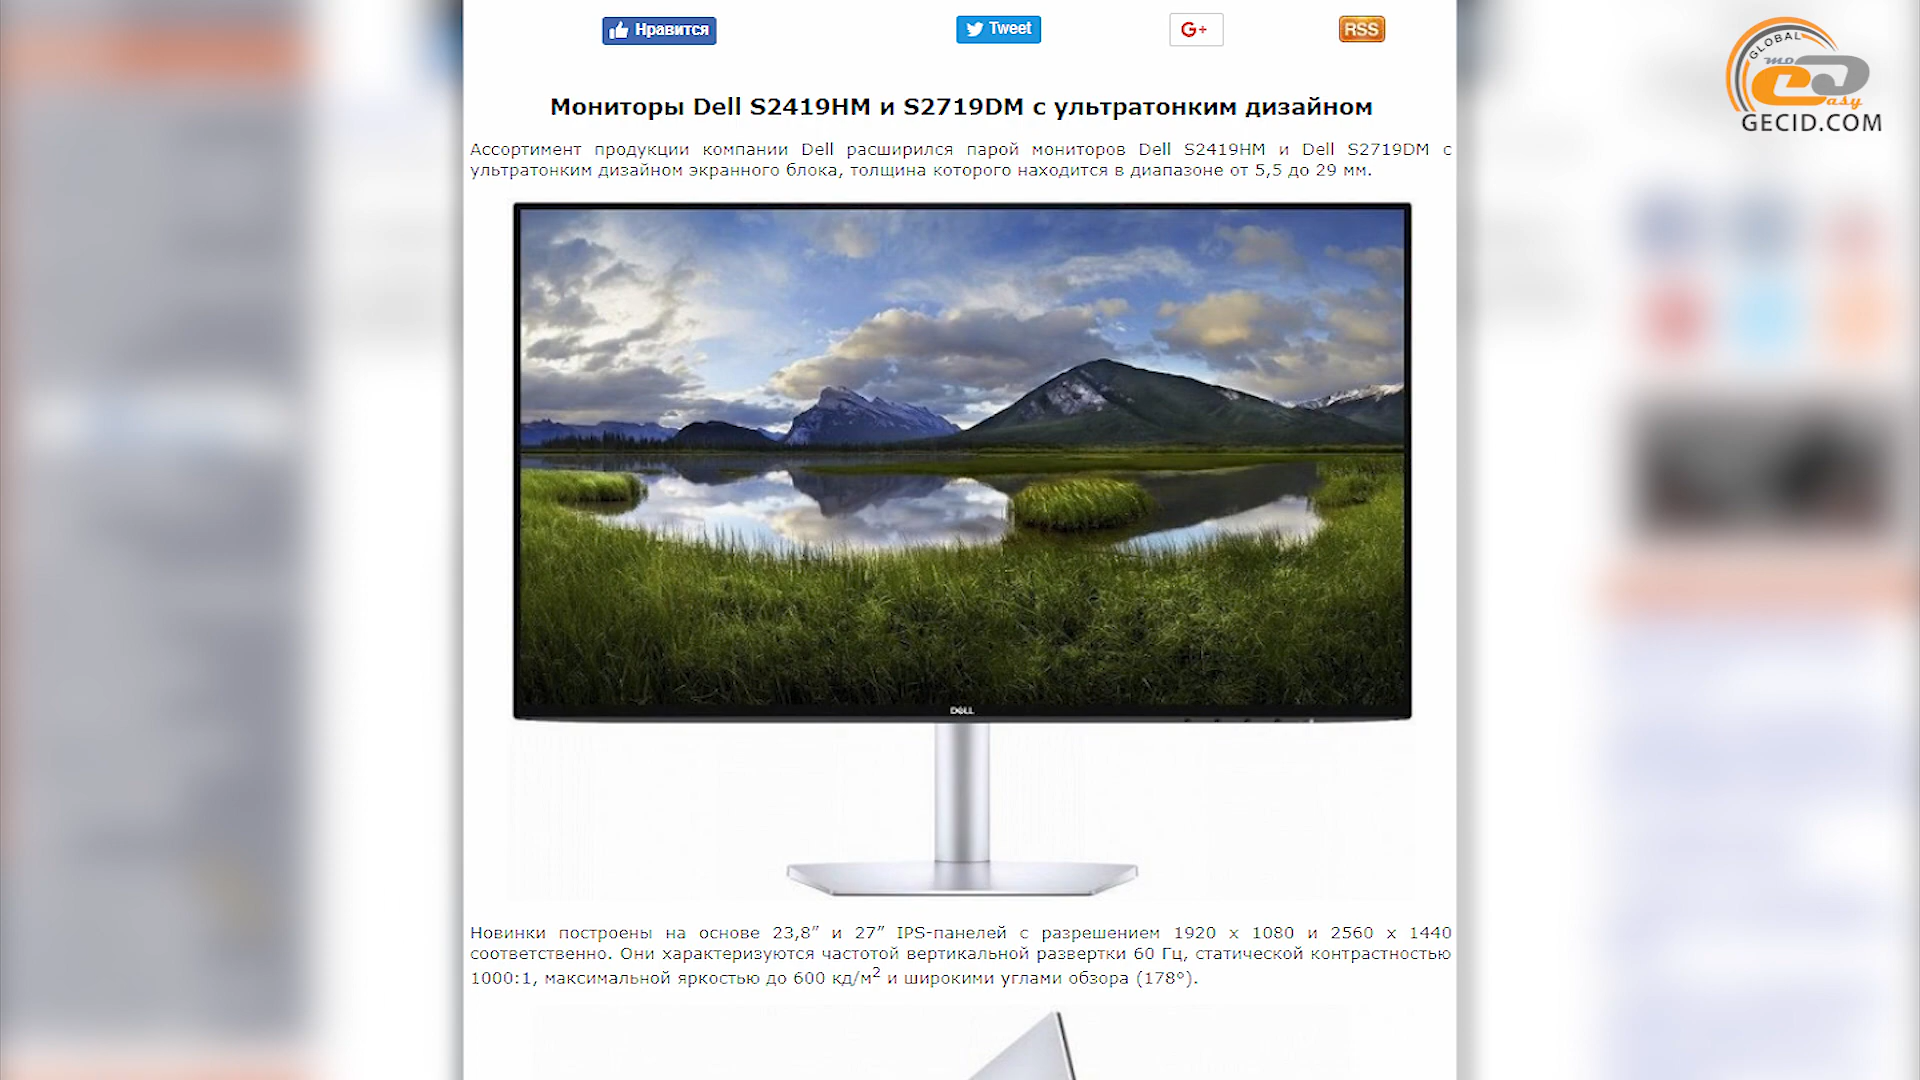 Нравится
Tweet
G+
RSS
GLOBAL
mo
easy
GECID.COM
Мониторы Dell S2419HM и S2719DM с ультратонким дизайном
Ассортимент продукции компании Dell расширился парой мониторов Dell S2419HM и Dell S2719DM с
ультратонким дизайном экранного блока, толщина которого находится в диапазоне от 5,5 до 29 мм.
DELL
Новинки построены на основе 23,8” и 27” IPS-панелей с разрешением 1920 x 1080 и 2560 x 1440
соответственно. Они характеризуются частотой вертикальной развертки 60 Гц, статической контрастностью
1000:1, максимальной яркостью до 600 кд/м² и широкими углами обзора (178°).